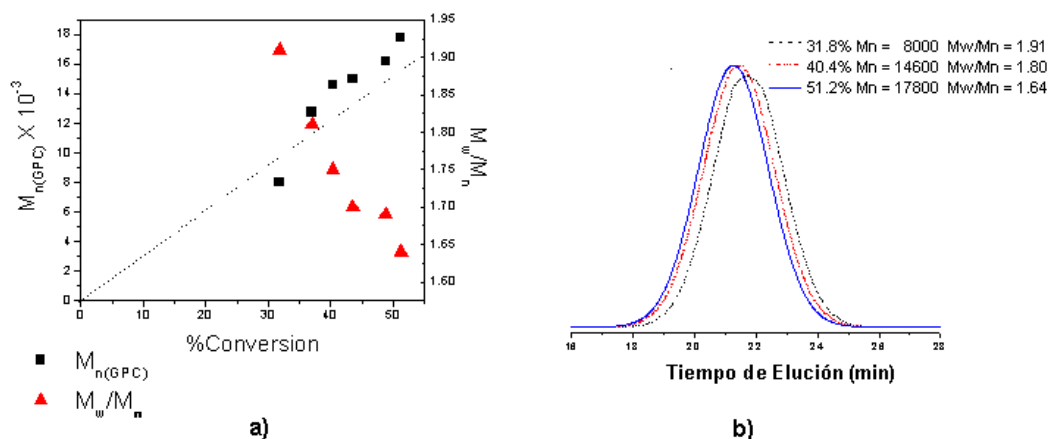 18
16
14
12
10
8
6
4
2
0
Mn(GPC) X 10-3
1.95
1.90
1.85
1.80
1.75
1.70
1.65
1.60
Mw/Mn
0 10 20 30 40 50
%Conversion
Mn(GPC)
Mw/Mn
a)
31.8% Mn = 8000 Mw/Mn = 1.91
40.4% Mn = 14600 Mw/Mn = 1.80
51.2% Mn = 17800 Mw/Mn = 1.64
16 18 20 22 24 26 28
Tiempo de Elución (min)
b)